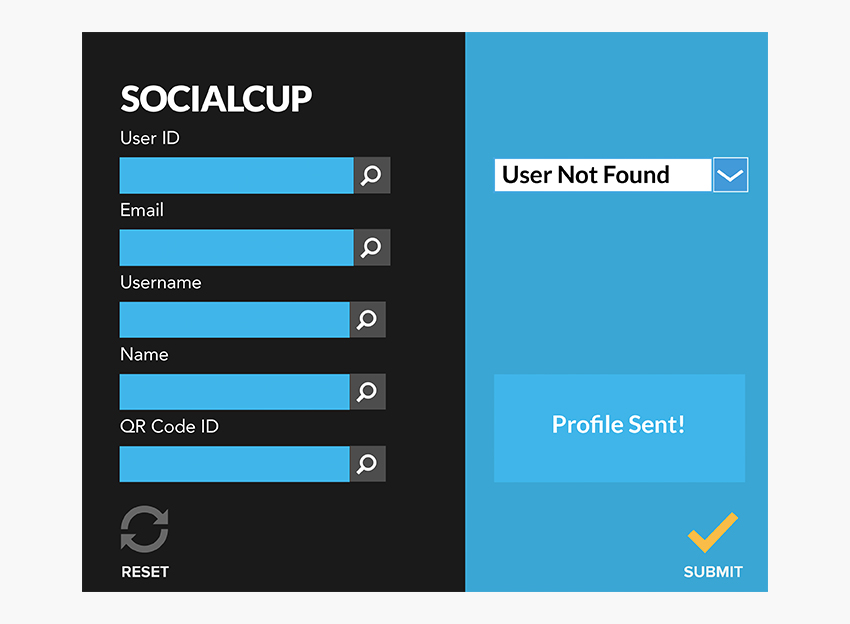 SOCIALCUP
User ID
Email
Username
Name
QR Code ID
RESET
User Not Found
Profile Sent!
SUBMIT